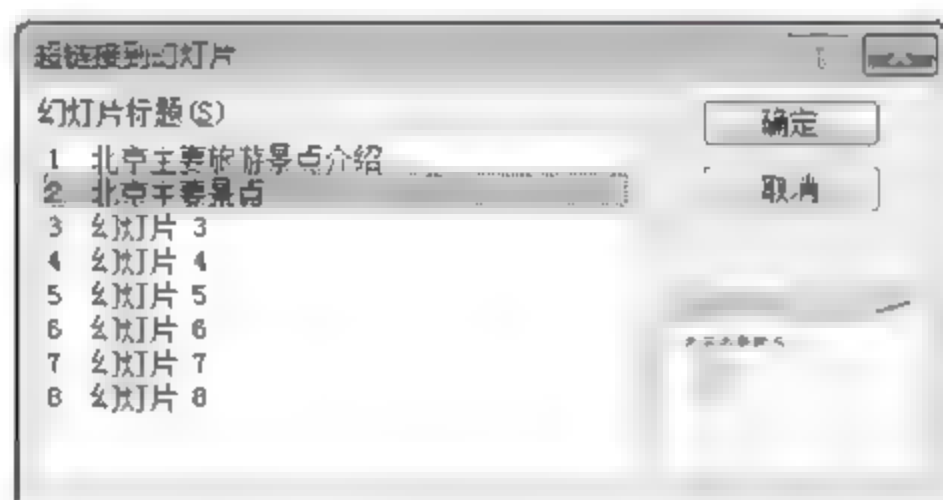 超链接到幻灯片
幻灯片标题(S)
1 北京主要旅游景点介绍
2 北京主要景点
3 幻灯片 3
4 幻灯片 4
5 幻灯片 5
6 幻灯片 6
7 幻灯片 7
8 幻灯片 8
确定
取消